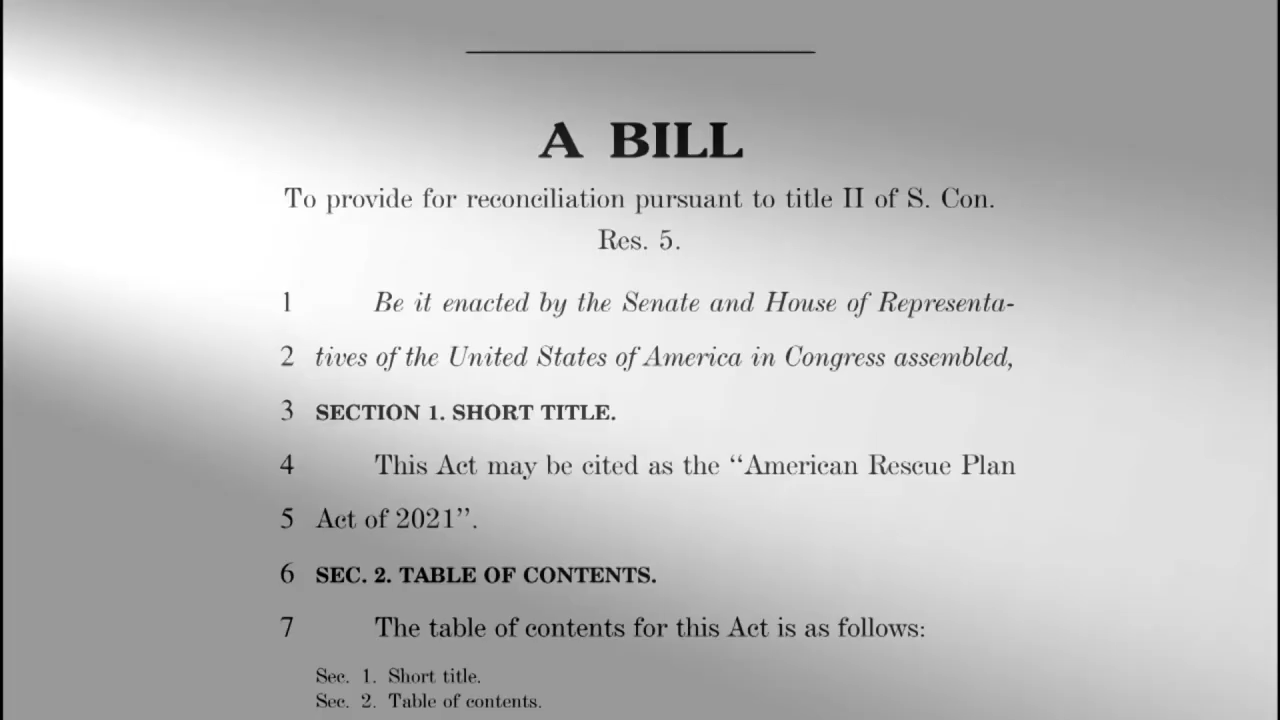 A BILL
To provide for reconciliation pursuant to title II of S. Con.
Res. 5.
1 Be it enacted by the Senate and House of Representa-
2 tives of the United States of America in Congress assembled,
3 SECTION 1. SHORT TITLE.
4 This Act may be cited as the ‘‘American Rescue Plan
5 Act of 2021’’.
6 SEC. 2. TABLE OF CONTENTS.
7 The table of contents for this Act is as follows:
Sec. 1. Short title.
Sec. 2. Table of contents.